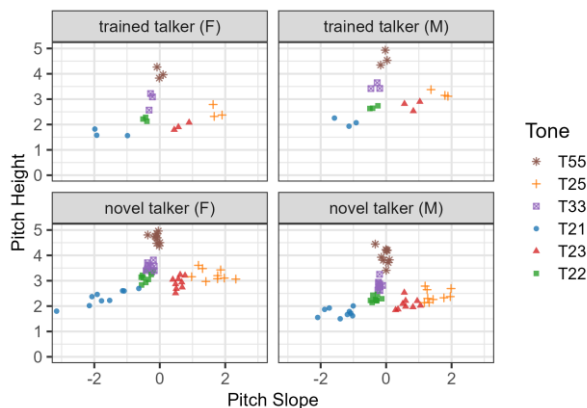 trained talker (F)
trained talker (M)
5
4
3
2
1
0
novel talker (F)
novel talker (M)
5
4
3
2
1
0
-2
0
2
-2
0
2
Pitch Height
Pitch Slope
Tone
T55
T25
T33
T21
T23
T22